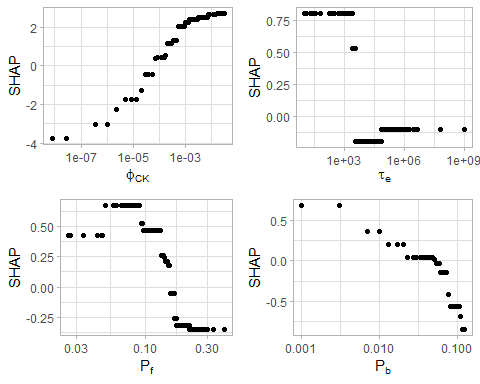 SHAP
2
0
-2
-4
1e-07
1e-05
1e-03
ϕCK
SHAP
0.75
0.50
0.25
0.00
1e+03
1e+06
1e+09
τe
SHAP
0.50
0.25
0.00
-0.25
0.03
0.10
0.30
Pf
SHAP
0.5
0.0
-0.5
0.001
0.010
0.100
Pb